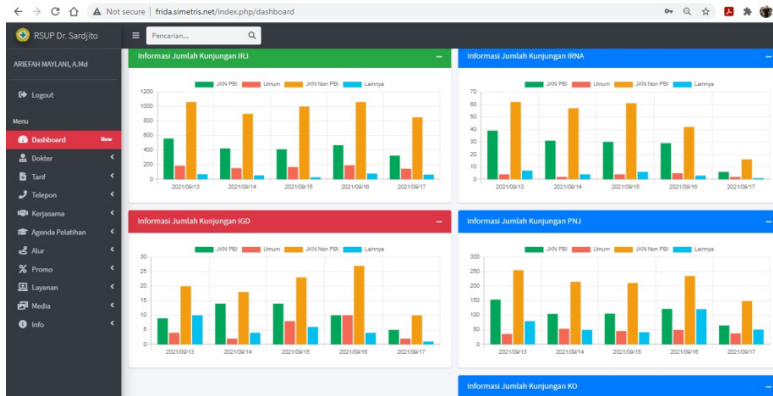 Not secure | frida.simetris.net/index.php/dashboard
RSUP Dr. Sardjito
Pencarian...
ARIEFAH MAYLANI, A.Md
Logout
Menu
Dashboard New
Dokter
Tarif
Telepon
Kerjasama
Agenda Pelatihan
Alur
% Promo
Layanan
Media
Info
Informasi Jumlah Kunjungan IRJ
JKN PBI Umum JKN Non PBI Lainnya
1200
1000
800
600
400
200
0
2021/09/13 2021/09/14 2021/09/15 2021/09/16 2021/09/17
Informasi Jumlah Kunjungan IRNA
JKN PBI Umum JKN Non PBI Lainnya
70
60
50
40
30
20
10
0
2021/09/13 2021/09/14 2021/09/15 2021/09/16 2021/09/17
Informasi Jumlah Kunjungan IGD
JKN PBI Umum JKN Non PBI Lainnya
30
25
20
15
10
5
0
2021/09/13 2021/09/14 2021/09/15 2021/09/16 2021/09/17
Informasi Jumlah Kunjungan PNJ
JKN PBI Umum JKN Non PBI Lainnya
300
250
200
150
100
50
0
2021/09/13 2021/09/14 2021/09/15 2021/09/16 2021/09/17
Informasi Jumlah Kunjungan KO